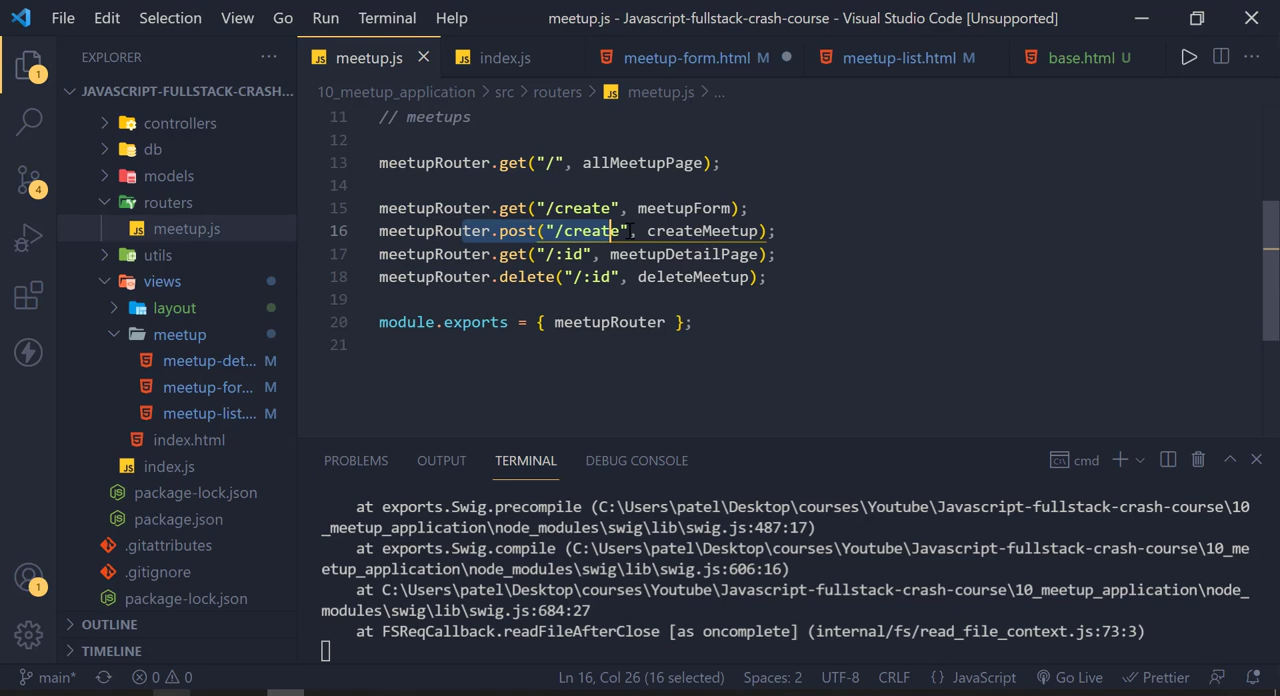 File Edit Selection View Go Run Terminal Help meetup.js - Javascript-fullstack-crash-course - Visual Studio Code [Unsupported]
EXPLORER ···
meetup.js index.js meetup-form.html M meetup-list.html M base.html U ···
1
JAVASCRIPT-FULLSTACK-CRASH...
10_meetup_application > src > routers > meetup.js > ...
controllers
db
4
models
routers
meetup.js
utils
views
layout
meetup
meetup-det... M
meetup-for... M
meetup-list.... M
index.html
index.js
package-lock.json
package.json
.gitattributes
.gitignore
1
package-lock.json
OUTLINE
TIMELINE
11 // meetups
12
13 meetupRouter.get("/", allMeetupPage);
14
15 meetupRouter.get("/create", meetupForm);
16 meetupRouter.post("/create", createMeetup);
17 meetupRouter.get("/:id", meetupDetailPage);
18 meetupRouter.delete("/:id", deleteMeetup);
19
20 module.exports = { meetupRouter };
21
PROBLEMS OUTPUT TERMINAL DEBUG CONSOLE cmd
at exports.Swig.precompile (C:\Users\patel\Desktop\courses\Youtube\Javascript-fullstack-crash-course\10
_meetup_application\node_modules\swig\lib\swig.js:487:17)
at exports.Swig.compile (C:\Users\patel\Desktop\courses\Youtube\Javascript-fullstack-crash-course\10_me
etup_application\node_modules\swig\lib\swig.js:606:16)
at C:\Users\patel\Desktop\courses\Youtube\Javascript-fullstack-crash-course\10_meetup_application\node_
modules\swig\lib\swig.js:684:27
at FSReqCallback.readFileAfterClose [as oncomplete] (internal/fs/read_file_context.js:73:3)
main* 0 0 Ln 16, Col 26 (16 selected) Spaces: 2 UTF-8 CRLF {} JavaScript Go Live Prettier